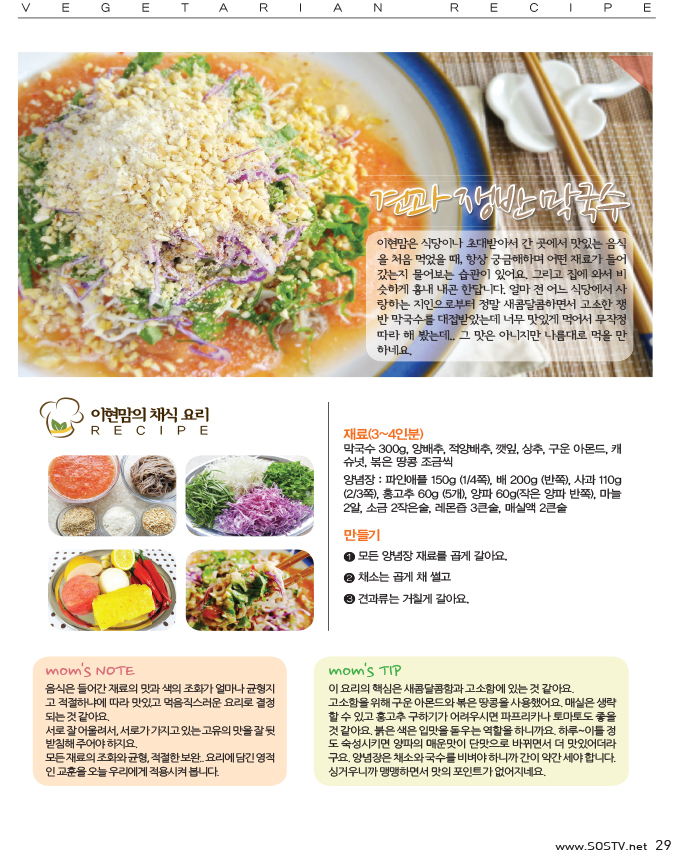 VEGETARIAN RECIPE
견과 쟁반 막국수
이현맘은 식당이나 초대받아서 간 곳에서 맛있는 음식
을 처음 먹었을 때, 항상 궁금해하며 어떤 재료가 들어
갔는지 물어보는 습관이 있어요. 그리고 집에 와서 비
슷하게 흉내 내곤 한답니다. 얼마 전 어느 식당에서 사
랑하는 지인으로부터 정말 새콤달콤하면서 고소한 쟁
반 막국수를 대접받았는데 너무 맛있게 먹어서 무작정
따라 해 봤는데.. 그 맛은 아니지만 나름대로 먹을 만
하네요.
이현맘의 채식 요리
RECIPE
재료(3~4인분)
막국수 300g, 양배추, 적양배추, 깻잎, 상추, 구운 아몬드, 캐
슈넛, 볶은 땅콩 조금씩
양념장 : 파인애플 150g (1/4쪽), 배 200g (반쪽), 사과 110g
(2/3쪽), 홍고추 60g (5개), 양파 60g(작은 양파 반쪽), 마늘
2알, 소금 2작은술, 레몬즙 3큰술, 매실액 2큰술
만들기
❶ 모든 양념장 재료를 곱게 갈아요.
❷ 채소는 곱게 채 썰고
❸ 견과류는 거칠게 갈아요.
mom's NOTE
음식은 들어간 재료의 맛과 색의 조화가 얼마나 균형지
고 적절하냐에 따라 맛있고 먹음직스러운 요리로 결정
되는 것 같아요.
서로 잘 어울려서, 서로가 가지고 있는 고유의 맛을 잘 뒷
받침해 주어야 하지요.
모든 재료의 조화와 균형, 적절한 보완.. 요리에 담긴 영적
인 교훈을 오늘 우리에게 적용시켜 봅니다.
mom's TIP
이 요리의 핵심은 새콤달콤함과 고소함에 있는 것 같아요.
고소함을 위해 구운 아몬드와 볶은 땅콩을 사용했어요. 매실은 생략
할 수 있고 홍고추 구하기가 어려우시면 파프리카나 토마토도 좋을
것 같아요. 붉은 색은 입맛을 돋우는 역할을 하니까요. 하루~이틀 정
도 숙성시키면 양파의 매운맛이 단맛으로 바뀌면서 더 맛있어더라
구요. 양념장은 채소와 국수를 비벼야 하니까 간이 약간 세야 합니다.
싱거우니까 맹맹하면서 맛의 포인트가 없어지네요.
www.SOSTV.net 29